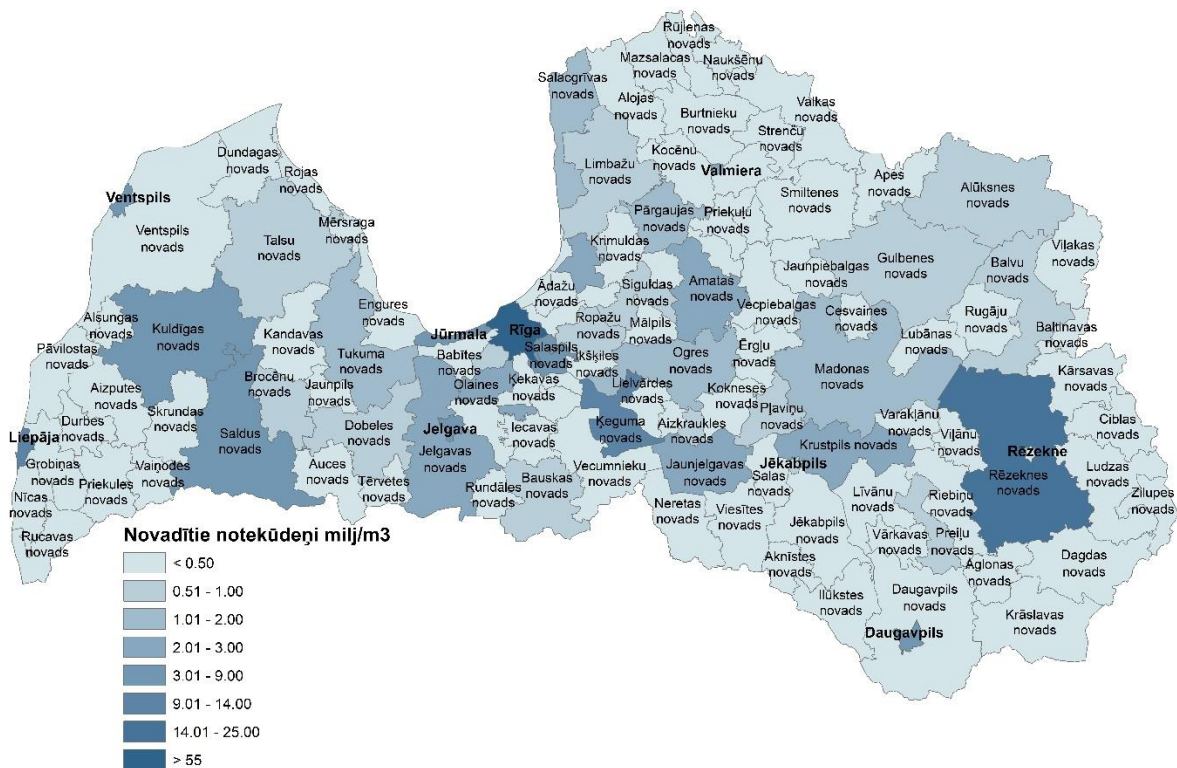 Rūjienas
novads
Mazsalacas
novads
Naukšēnu
novads
Salacgrīvas
novads
Alojas
novads
Burtnieku
novads
Valkas
novads
Strenču
novads
Dundagas
novads
Rojas
novads
Limbažu
novads
Kocēnu
novads
Valmiera
Smiltenes
novads
Apes
novads
Alūksnes
novads
Ventspils
Ventspils
novads
Talsu
novads
Mērsraga
novads
Pārgaujas
novads
Priekuļu
novads
Krimuldas
novads
Jaunpiebalgas
novads
Gulbenes
novads
Balvu
novads
Viļakas
novads
Alsungas
novads
Kuldīgas
novads
Kandavas
novads
Engures
novads
Ādažu
novads
Siguldas
novads
Amatas
novads
Vecpiebalgas
novads
Cesvaines
novads
Lubānas
novads
Rugāju
novads
Baltinavas
novads
Jūrmala
Rīga
Ropažu
novads
Mālpils
novads
Pāvilostas
novads
Aizputes
novads
Brocēnu
novads
Jaunpils
novads
Tukuma
novads
Babītes
novads
Salaspils
novads
Ikšķiles
novads
Ogres
novads
Ērgļu
novads
Madonas
novads
Kārsavas
novads
Olaines
novads
Ķekavas
novads
Lielvārdes
novads
Kokneses
novads
Durbes
novads
Skrundas
novads
Saldus
novads
Dobeles
novads
Jelgava
Iecavas
novads
Ķeguma
novads
Aizkraukles
novads
Pļaviņu
novads
Varakļānu
novads
Viļānu
novads
Ciblas
novads
Liepāja
Grobiņas
novads
Priekules
novads
Vaiņodes
novads
Auces
novads
Tērvetes
novads
Jelgavas
novads
Rundāles
novads
Bauskas
novads
Vecumnieku
novads
Jaunjelgavas
novads
Jēkabpils
Krustpils novads
Salas
novads
Rēzekne
Rēzeknes
novads
Ludzas
novads
Zilupes
novads
Nīcas
novads
Rucavas
novads
Neretas
novads
Viesītes
novads
Jēkabpils
novads
Līvānu
novads
Riebiņu
novads
Vārkavas
novads
Preiļu
novads
Aglonas
novads
Dagdas
novads
Aknīstes
novads
Ilūkstes
novads
Daugavpils
novads
Krāslavas
novads
Daugavpils
Novadītie notekūdeņi milj/m3
< 0.50
0.51 - 1.00
1.01 - 2.00
2.01 - 3.00
3.01 - 9.00
9.01 - 14.00
14.01 - 25.00
> 55